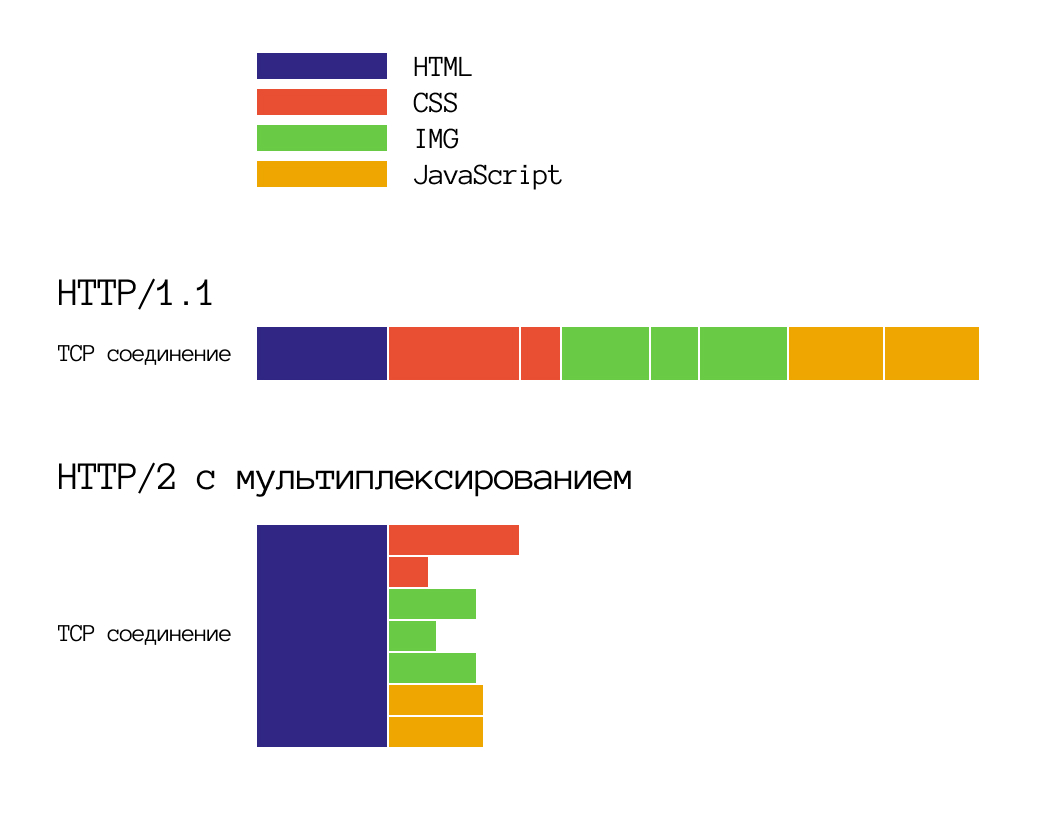 HTML
CSS
IMG
JavaScript
HTTP/1.1
TCP соединение
HTTP/2 с мультиплексированием
TCP соединение